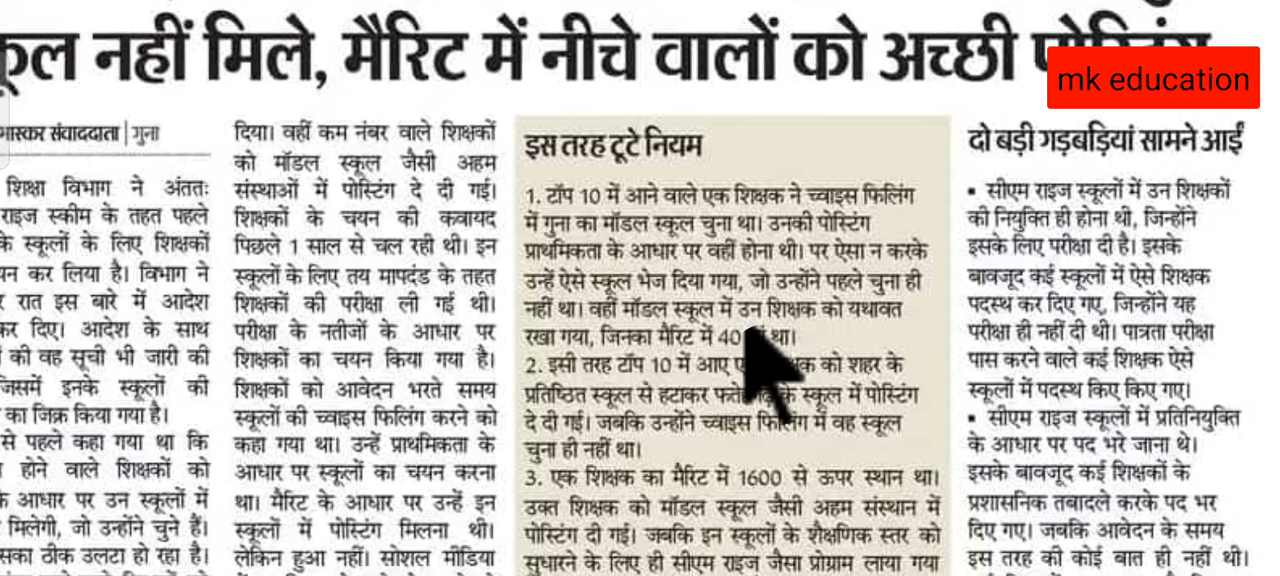 नहीं मिले, मैरिट में नीचे वालों को अच्छी
mk education
भास्कर संवाददाता | गुना
शिक्षा विभाग ने अंततः
राइज स्कीम के तहत पहले
के स्कूलों के लिए शिक्षकों
कर लिया है। विभाग ने
रात इस बारे में आदेश
कर दिए। आदेश के साथ
की वह सूची भी जारी की
जिसमें इनके स्कूलों की
का जिक्र किया गया है।
से पहले कहा गया था कि
होने वाले शिक्षकों को
के आधार पर उन स्कूलों में
मिलेगी, जो उन्होंने चुने हैं।
ठीक उलटा हो रहा है।
दिया। वहीं कम नंबर वाले शिक्षकों
को मॉडल स्कूल जैसी अहम
संस्थाओं में पोस्टिंग दे दी गई।
शिक्षकों के चयन की कवायद
पिछले 1 साल से चल रही थी। इन
स्कूलों के लिए तय मापदंड के तहत
शिक्षकों की परीक्षा ली गई थी।
परीक्षा के नतीजों के आधार पर
शिक्षकों का चयन किया गया है।
शिक्षकों को आवेदन भरते समय
स्कूलों की च्वाइस फिलिंग करने को
कहा गया था। उन्हें प्राथमिकता के
आधार पर स्कूलों का चयन करना
था। मैरिट के आधार पर उन्हें इन
स्कूलों में पोस्टिंग मिलना थी।
लेकिन हुआ नहीं। सोशल मीडिया
इस तरह टूटे नियम
1. टॉप 10 में आने वाले एक शिक्षक ने च्वाइस फिलिंग
में गुना का मॉडल स्कूल चुना था। उनकी पोस्टिंग
प्राथमिकता के आधार पर वहीं होना थी। पर ऐसा न करके
उन्हें ऐसे स्कूल भेज दिया गया, जो उन्होंने पहले चुना ही
नहीं था। वहीं मॉडल स्कूल में उन शिक्षक को यथावत
रखा गया, जिनका मैरिट में 40 था।
2. इसी तरह टॉप 10 में आए को शहर के
प्रतिष्ठित स्कूल से हटाकर के स्कूल में पोस्टिंग
दे दी गई। जबकि उन्होंने च्वाइस फिलिंग में वह स्कूल
चुना ही नहीं था।
3. एक शिक्षक का मैरिट में 1600 से ऊपर स्थान था।
उक्त शिक्षक को मॉडल स्कूल जैसी अहम संस्थान में
पोस्टिंग दी गई। जबकि इन स्कूलों के शैक्षणिक स्तर को
सुधारने के लिए ही सीएम राइज जैसा प्रोग्राम लाया गया
दो बड़ी गड़बड़ियां सामने आईं
▪ सीएम राइज स्कूलों में उन शिक्षकों
की नियुक्ति ही होना थी, जिन्होंने
इसके लिए परीक्षा दी है। इसके
बावजूद कई स्कूलों में ऐसे शिक्षक
पदस्थ कर दिए गए, जिन्होंने यह
परीक्षा ही नहीं दी थी। पात्रता परीक्षा
पास करने वाले कई शिक्षक ऐसे
स्कूलों में पदस्थ किए किए गए।
▪ सीएम राइज स्कूलों में प्रतिनियुक्ति
के आधार पर पद भरे जाना थे।
इसके बावजूद कई शिक्षकों के
प्रशासनिक तबादले करके पद भर
दिए गए। जबकि आवेदन के समय
इस तरह की कोई बात ही नहीं थी।